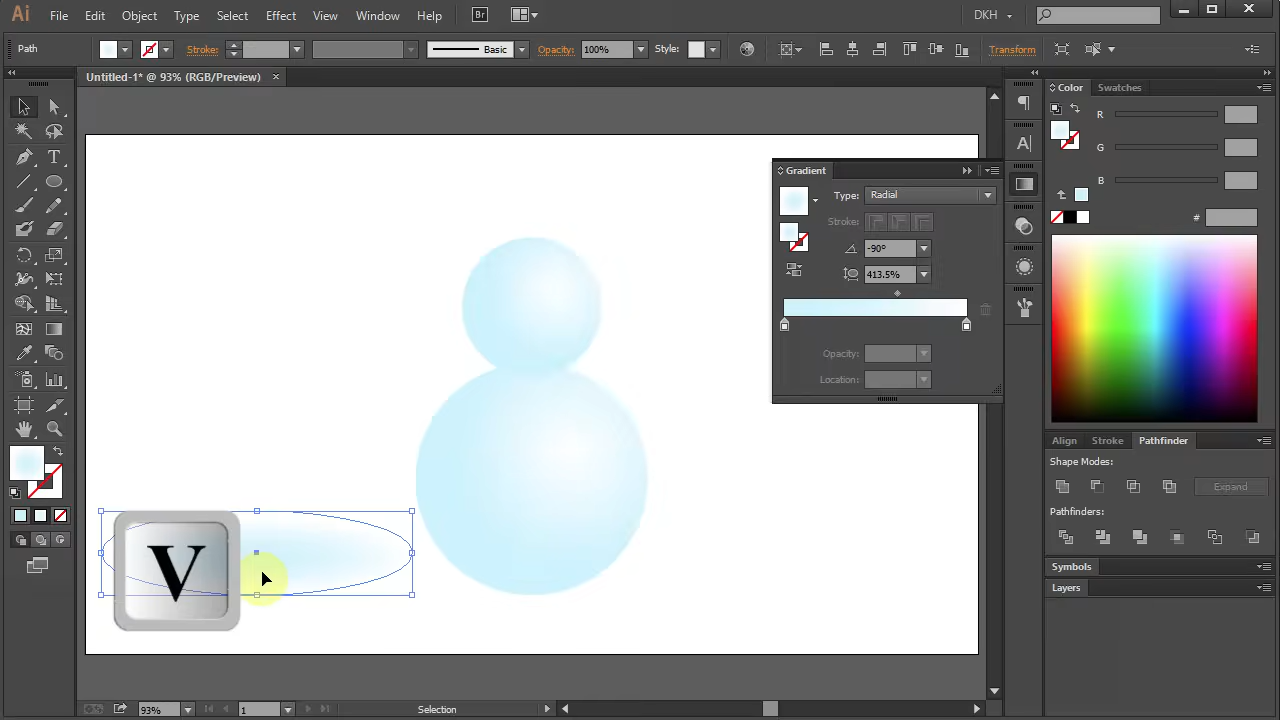 Ai File Edit Object Type Select Effect View Window Help Br DKH
Path Stroke: Basic Opacity: 100% Style: Transform
Untitled-1* @ 93% (RGB/Preview) ×
Color Swatches
R
G
B
#
Gradient
Type: Radial
Stroke:
-90°
413.5%
Opacity:
Location:
T
A
Align Stroke Pathfinder
Shape Modes:
Expand
Pathfinders:
Symbols
Layers
V
93% 1 Selection